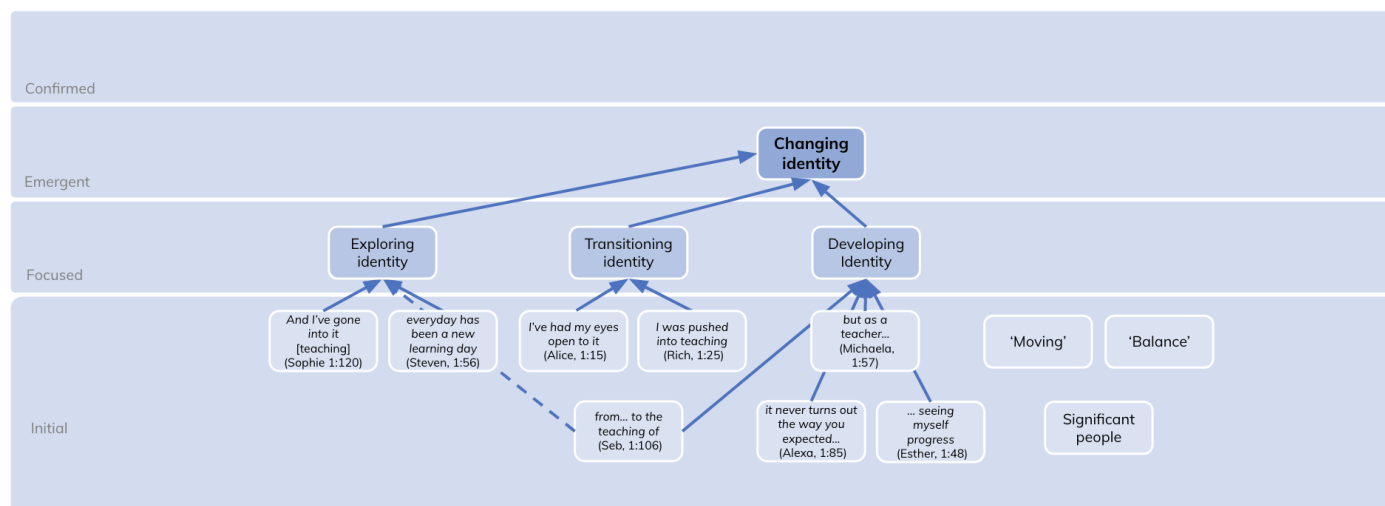 Confirmed
Changing
identity
Emergent
Exploring
identity
Transitioning
identity
Developing
Identity
Focused
And I've gone
into it
[teaching]
(Sophie 1:120)
everyday has
been a new
learning day
(Steven, 1:56)
I've had my eyes
open to it
(Alice, 1:15)
I was pushed
into teaching
(Rich, 1:25)
but as a
teacher...
(Michaela,
1:57)
'Moving'
'Balance'
from... to the
teaching of
(Seb, 1:106)
it never turns out
the way you
expected...
(Alexa, 1:85)
... seeing
myself
progress
(Esther, 1:48)
Significant
people
Initial